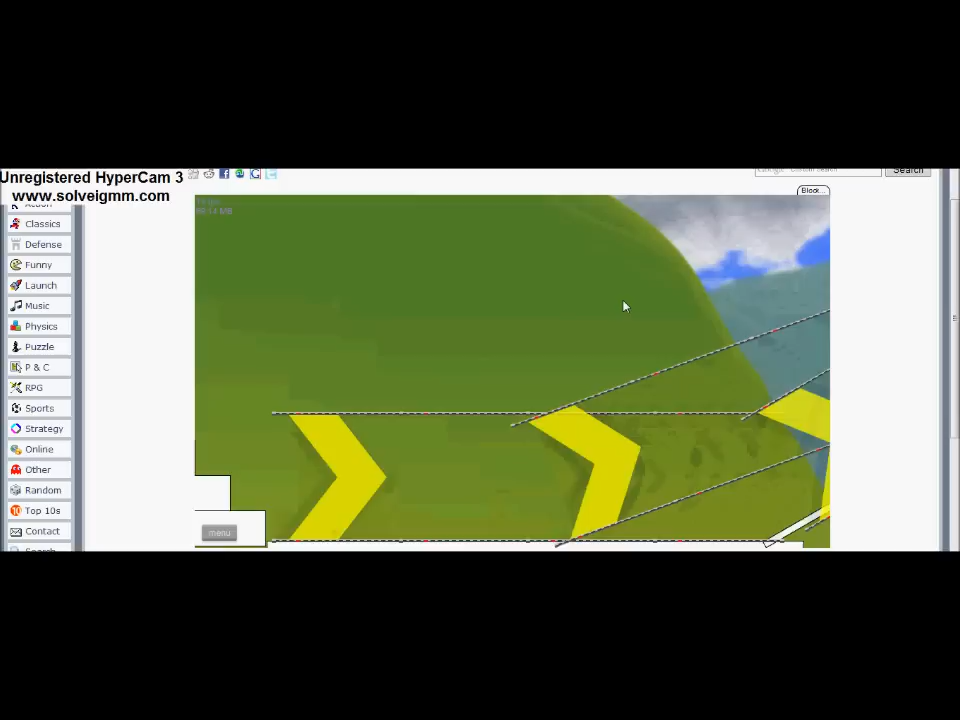 Unregistered HyperCam 3
www.solveigmm.com
Search
Block...
Classics
Defense
Funny
Launch
Music
Physics
Puzzle
P & C
RPG
Sports
Strategy
Online
Other
Random
Top 10s
Contact
menu